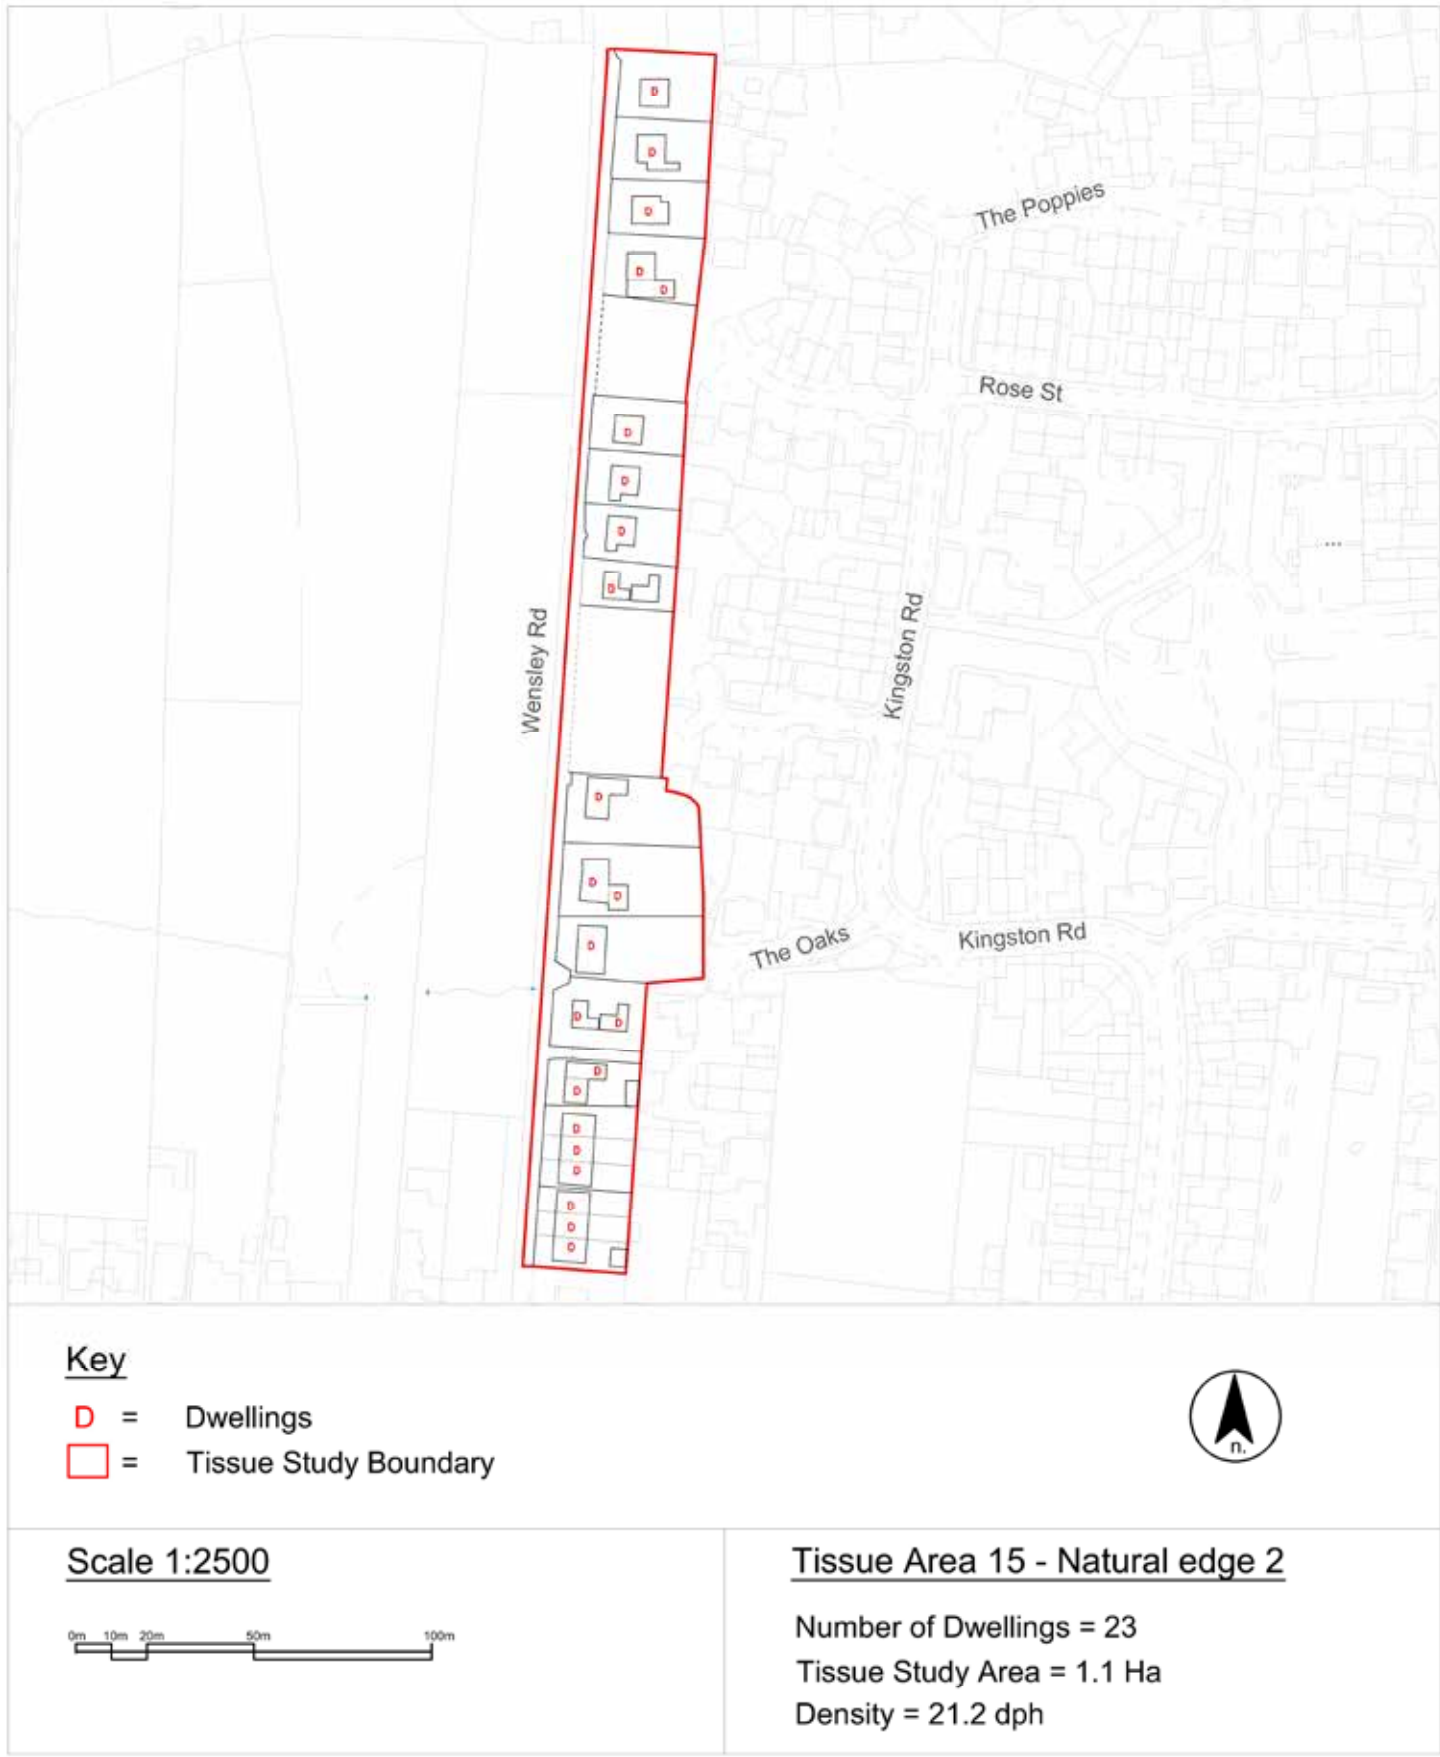 D
D
D
D
D
The Poppies
Rose St
D
D
D
D
Wensley Rd
Kingston Rd
D
D
D
D
The Oaks
Kingston Rd
D
D
D
D
D
D
D
D
D
D
Key
D = Dwellings
= Tissue Study Boundary
n.
Scale 1:2500
0m 10m 20m 50m 100m
Tissue Area 15 - Natural edge 2
Number of Dwellings = 23
Tissue Study Area = 1.1 Ha
Density = 21.2 dph